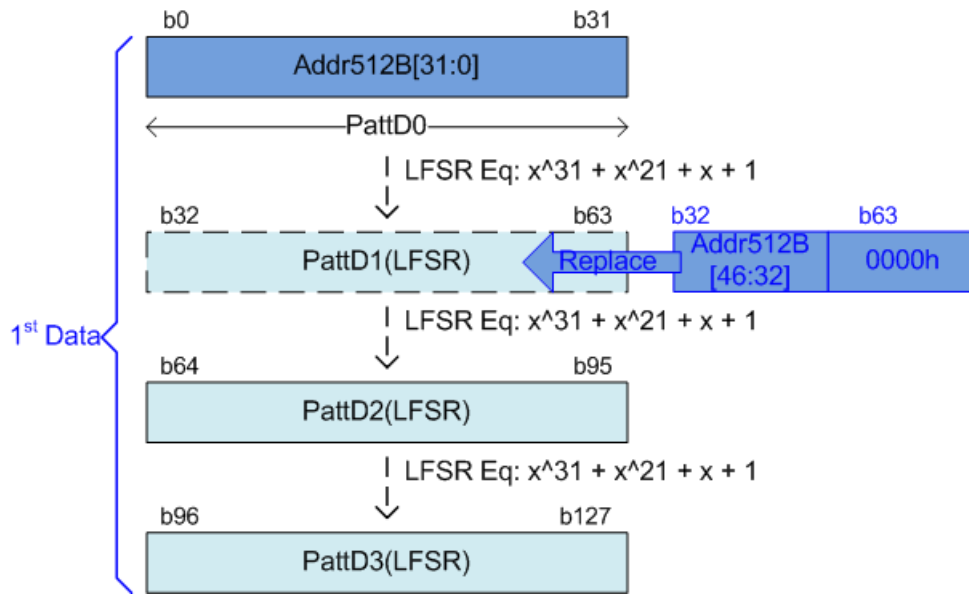 b0 b31
Addr512B[31:0]
PattD0
LFSR Eq: x^31 + x^21 + x + 1
b32 b63 b32 b63
PattD1(LFSR) Replace Addr512B 0000h
[46:32]
LFSR Eq: x^31 + x^21 + x + 1
1st Data
b64 b95
PattD2(LFSR)
LFSR Eq: x^31 + x^21 + x + 1
b96 b127
PattD3(LFSR)